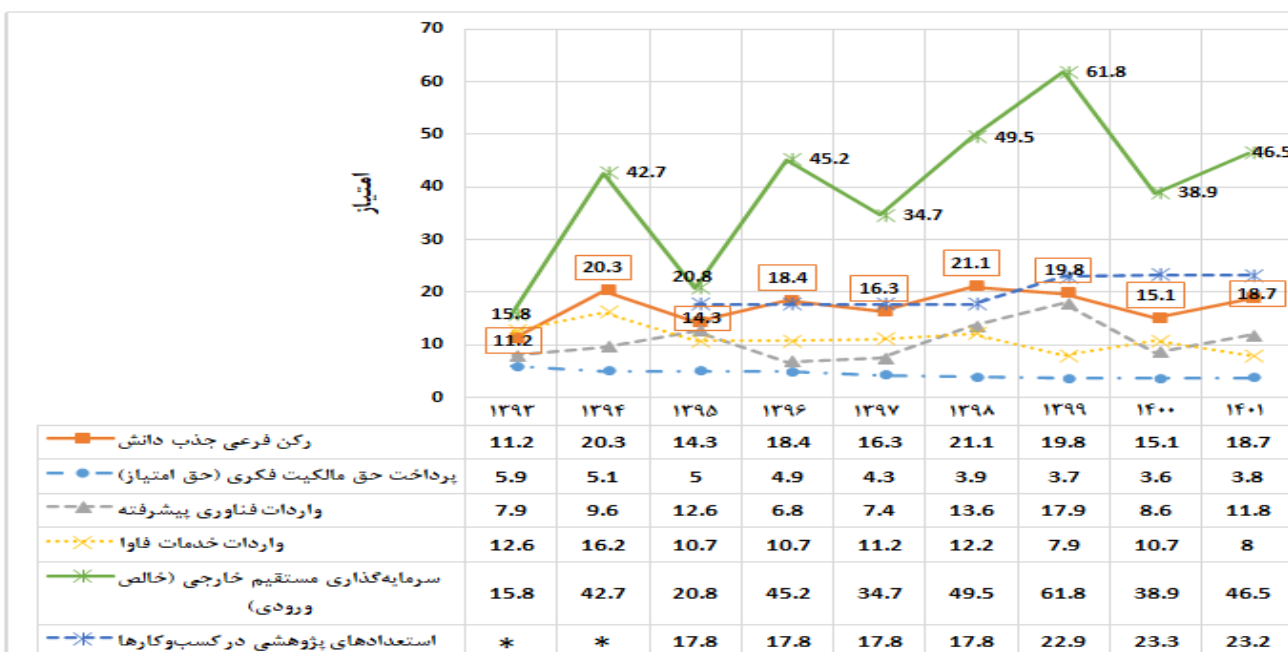 امتیاز
70
60
50
40
30
20
10
0
61.8
49.5
46.5
45.2
42.7
38.9
34.7
20.8
15.8
20.3
18.4
16.3
21.1
19.8
15.1
18.7
14.3
11.2
۱۳۹۳ ۱۳۹۴ ۱۳۹۵ ۱۳۹۶ ۱۳۹۷ ۱۳۹۸ ۱۳۹۹ ۱۴۰۰ ۱۴۰۱
رکن فرعی جذب دانش 11.2 20.3 14.3 18.4 16.3 21.1 19.8 15.1 18.7
پرداخت حق مالکیت فکری (حق امتیاز) 5.9 5.1 5 4.9 4.3 3.9 3.7 3.6 3.8
واردات فناوری پیشرفته 7.9 9.6 12.6 6.8 7.4 13.6 17.9 8.6 11.8
واردات خدمات فاوا 12.6 16.2 10.7 10.7 11.2 12.2 7.9 10.7 8
سرمایه‌گذاری مستقیم خارجی (خالص
ورودی) 15.8 42.7 20.8 45.2 34.7 49.5 61.8 38.9 46.5
استعدادهای پژوهشی در کسب‌وکارها * * 17.8 17.8 17.8 17.8 22.9 23.3 23.2